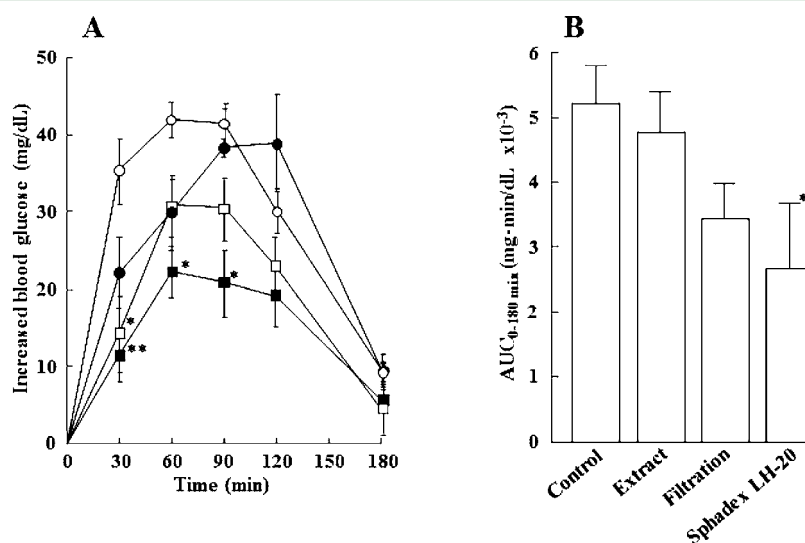 A
Increased blood glucose (mg/dL)
50
40
30
20
10
0
0 30 60 90 120 150 180
Time (min)
*
**
*
*
B
AUC0-180 mix (mg-min/dL x10-3)
6
5
4
3
2
1
0
*
Control
Extract
Filtration
Sphadex LH-20